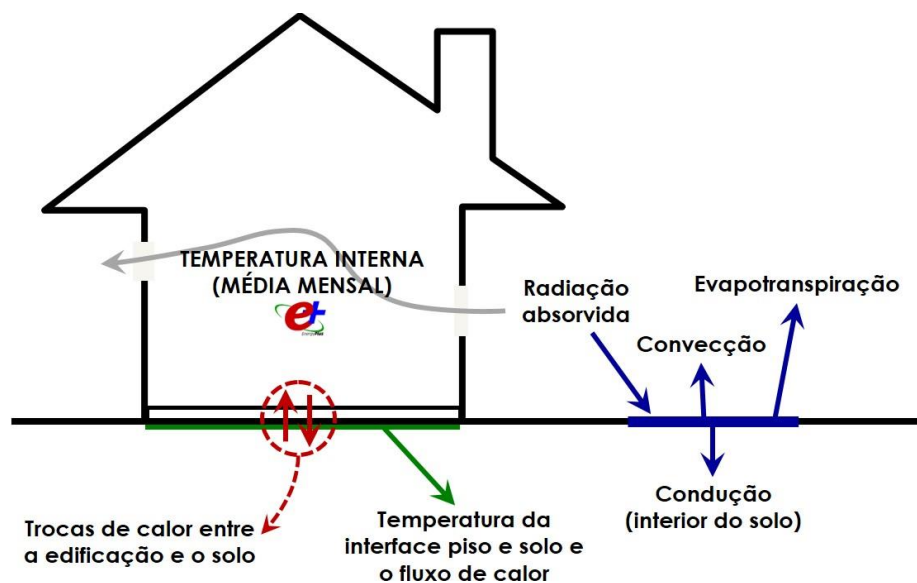 TEMPERATURA INTERNA
(MÉDIA MENSAL)
e+
Radiação
absorvida
Evapotranspiração
Convecção
Condução
(interior do solo)
Trocas de calor entre
a edificação e o solo
Temperatura da
interface piso e solo e
o fluxo de calor